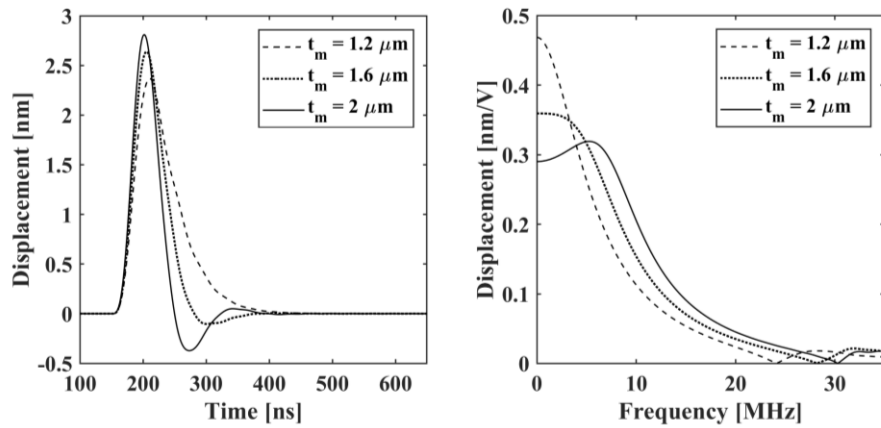 3
2.5
2
1.5
1
0.5
0
-0.5
Displacement [nm]
t_m = 1.2 μm
t_m = 1.6 μm
t_m = 2 μm
100 200 300 400 500 600
Time [ns]
0.5
0.4
0.3
0.2
0.1
0
Displacement [nm/V]
t_m = 1.2 μm
t_m = 1.6 μm
t_m = 2 μm
0 10 20 30
Frequency [MHz]